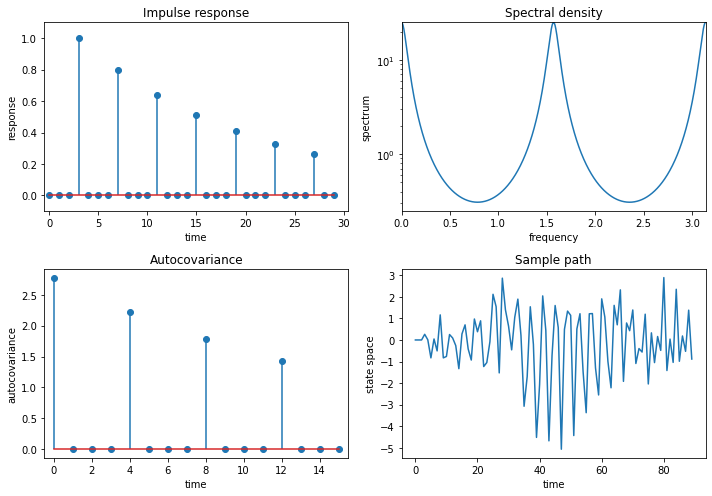 Impulse response
1.0
0.8
0.6
0.4
0.2
0.0
response
0 5 10 15 20 25 30
time
Spectral density
10^1
10^0
spectrum
0.0 0.5 1.0 1.5 2.0 2.5 3.0
frequency
Autocovariance
2.5
2.0
1.5
1.0
0.5
0.0
autocovariance
0 2 4 6 8 10 12 14
time
Sample path
3
2
1
0
−1
−2
−3
−4
−5
state space
0 20 40 60 80
time